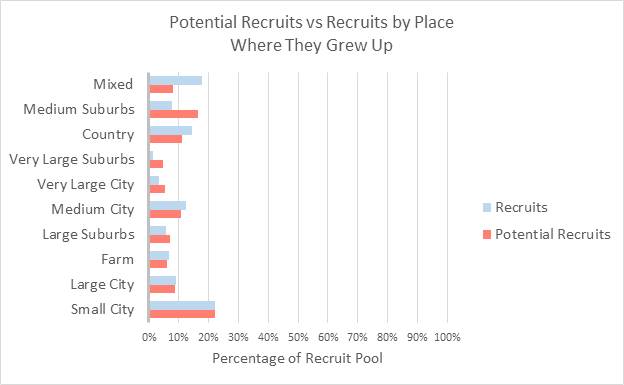 Potential Recruits vs Recruits by Place
Where They Grew Up
Mixed
Medium Suburbs
Country
Very Large Suburbs
Very Large City
Medium City
Large Suburbs
Farm
Large City
Small City
0% 10% 20% 30% 40% 50% 60% 70% 80% 90% 100%
Percentage of Recruit Pool
Recruits
Potential Recruits